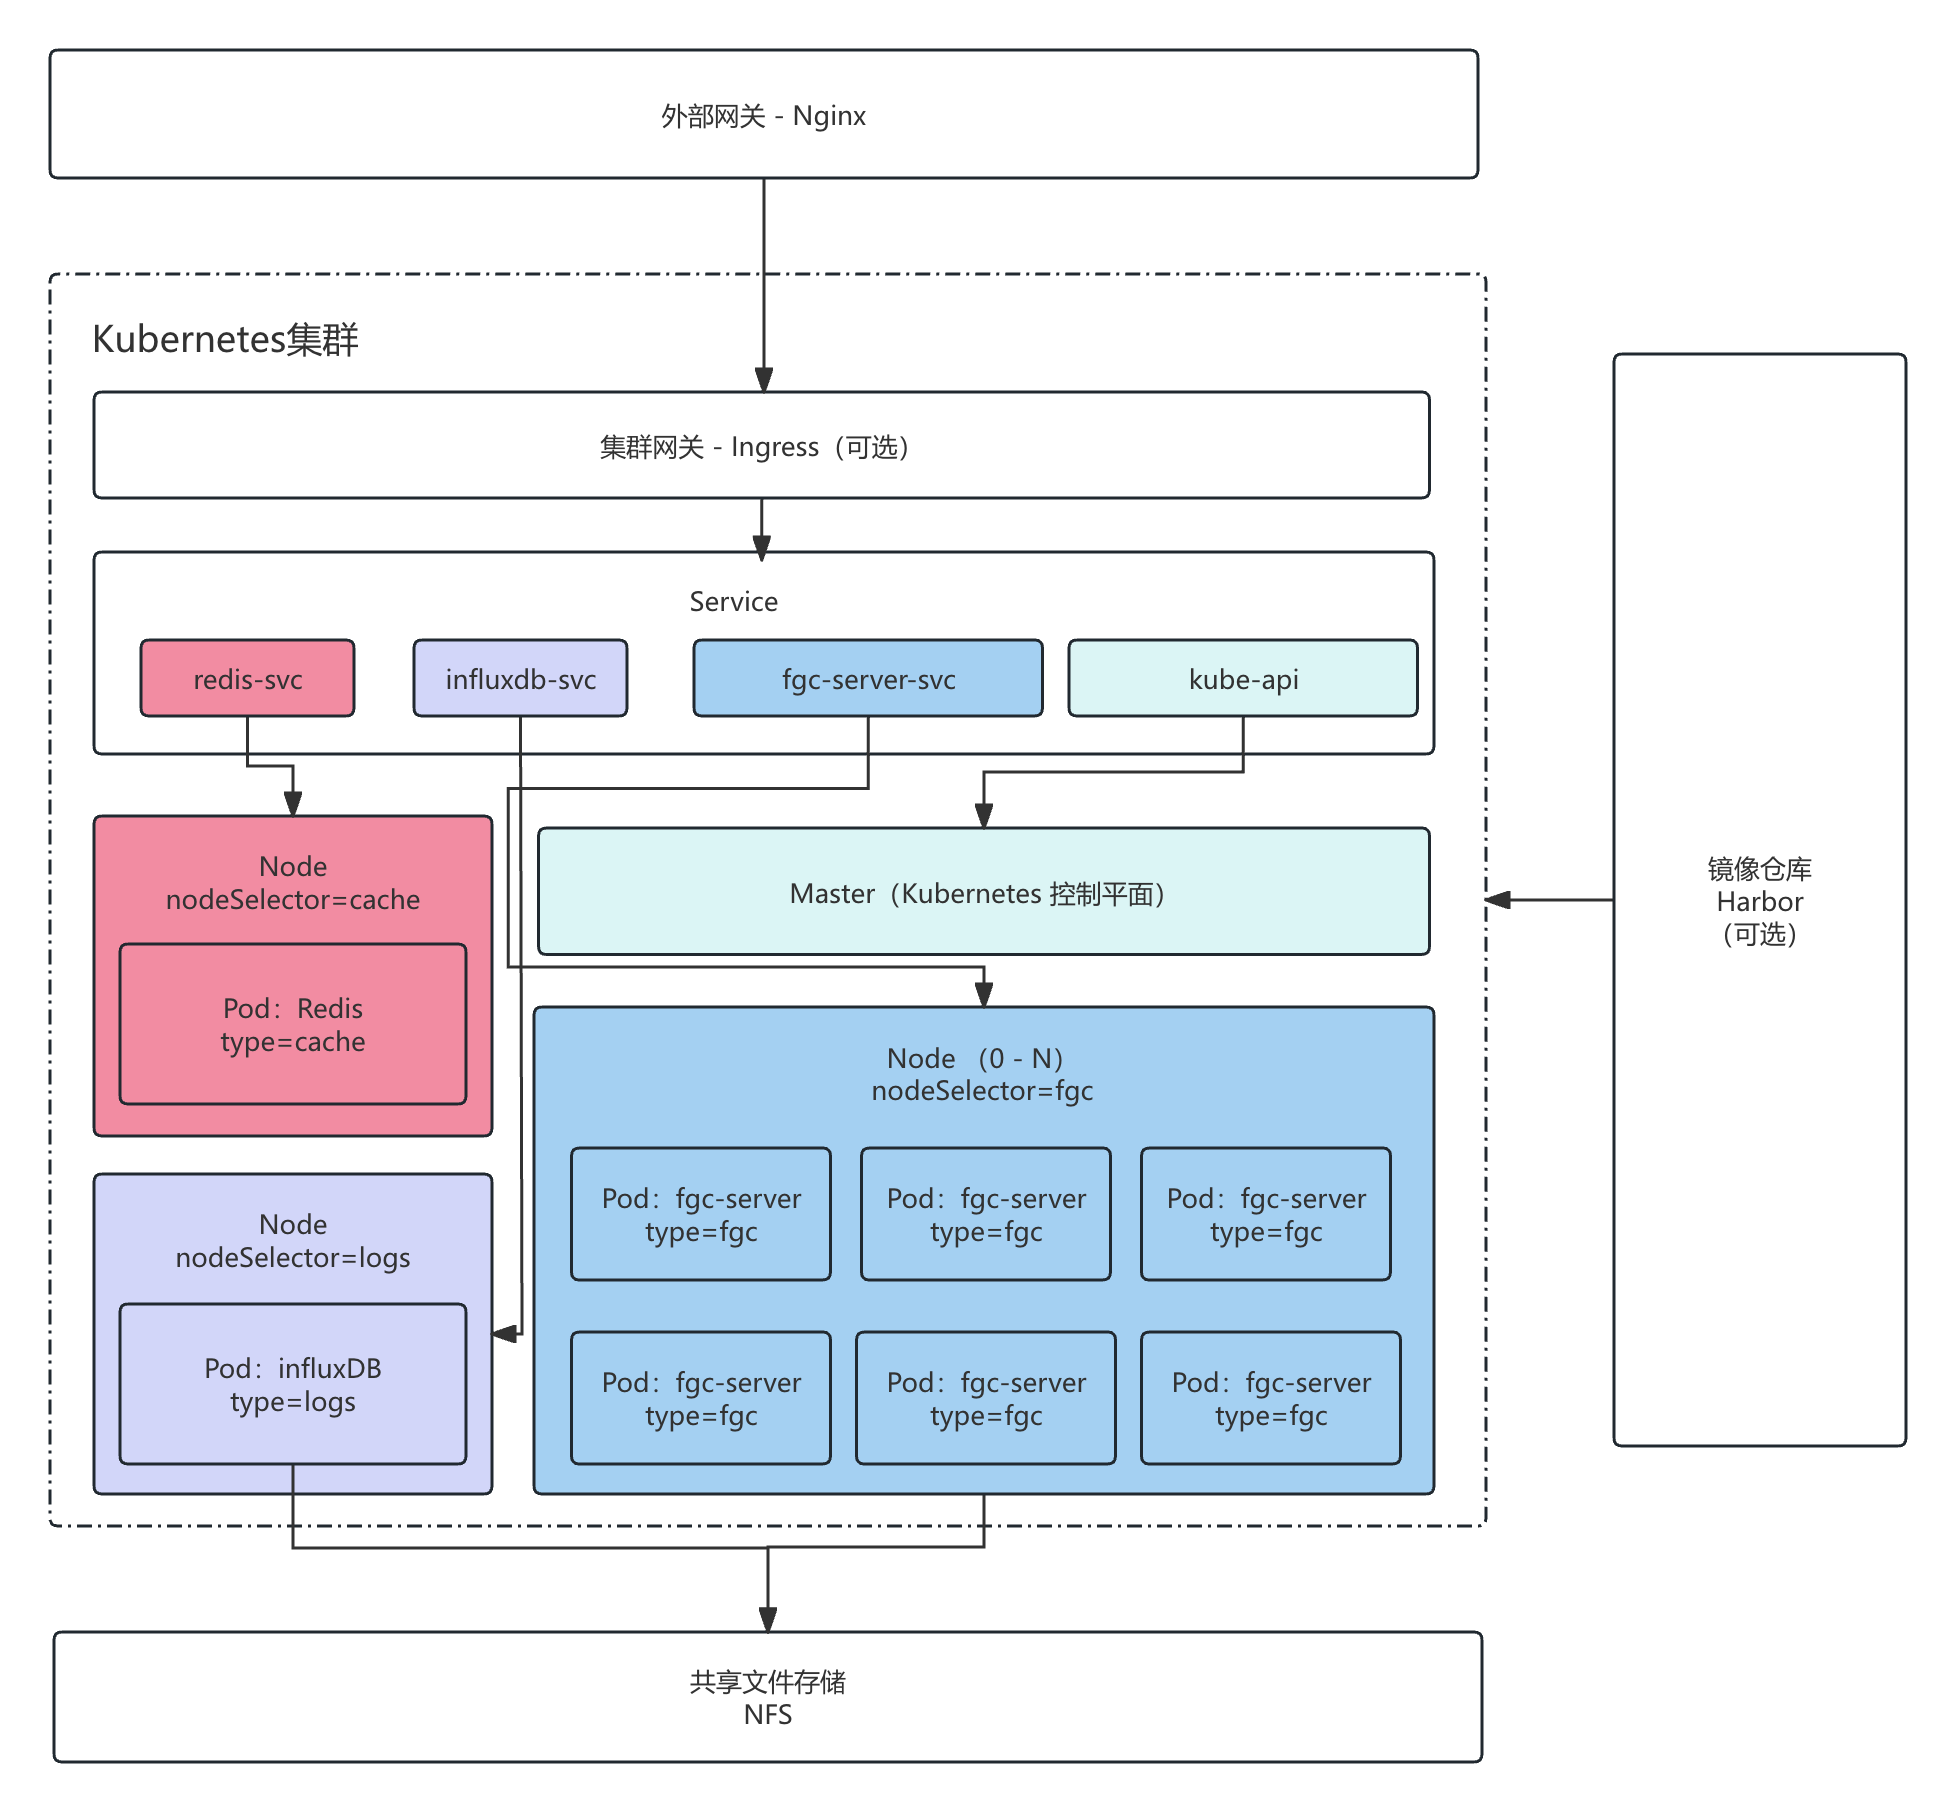 外部网关 - Nginx
Kubernetes集群
集群网关 - Ingress（可选）
Service
redis-svc
influxdb-svc
fgc-server-svc
kube-api
Node
nodeSelector=cache
Pod：Redis
type=cache
Master（Kubernetes 控制平面）
镜像仓库
Harbor
（可选）
Node （0 - N）
nodeSelector=fgc
Pod：fgc-server
type=fgc
Pod：fgc-server
type=fgc
Pod：fgc-server
type=fgc
Node
nodeSelector=logs
Pod：influxDB
type=logs
Pod：fgc-server
type=fgc
Pod：fgc-server
type=fgc
Pod：fgc-server
type=fgc
共享文件存储
NFS